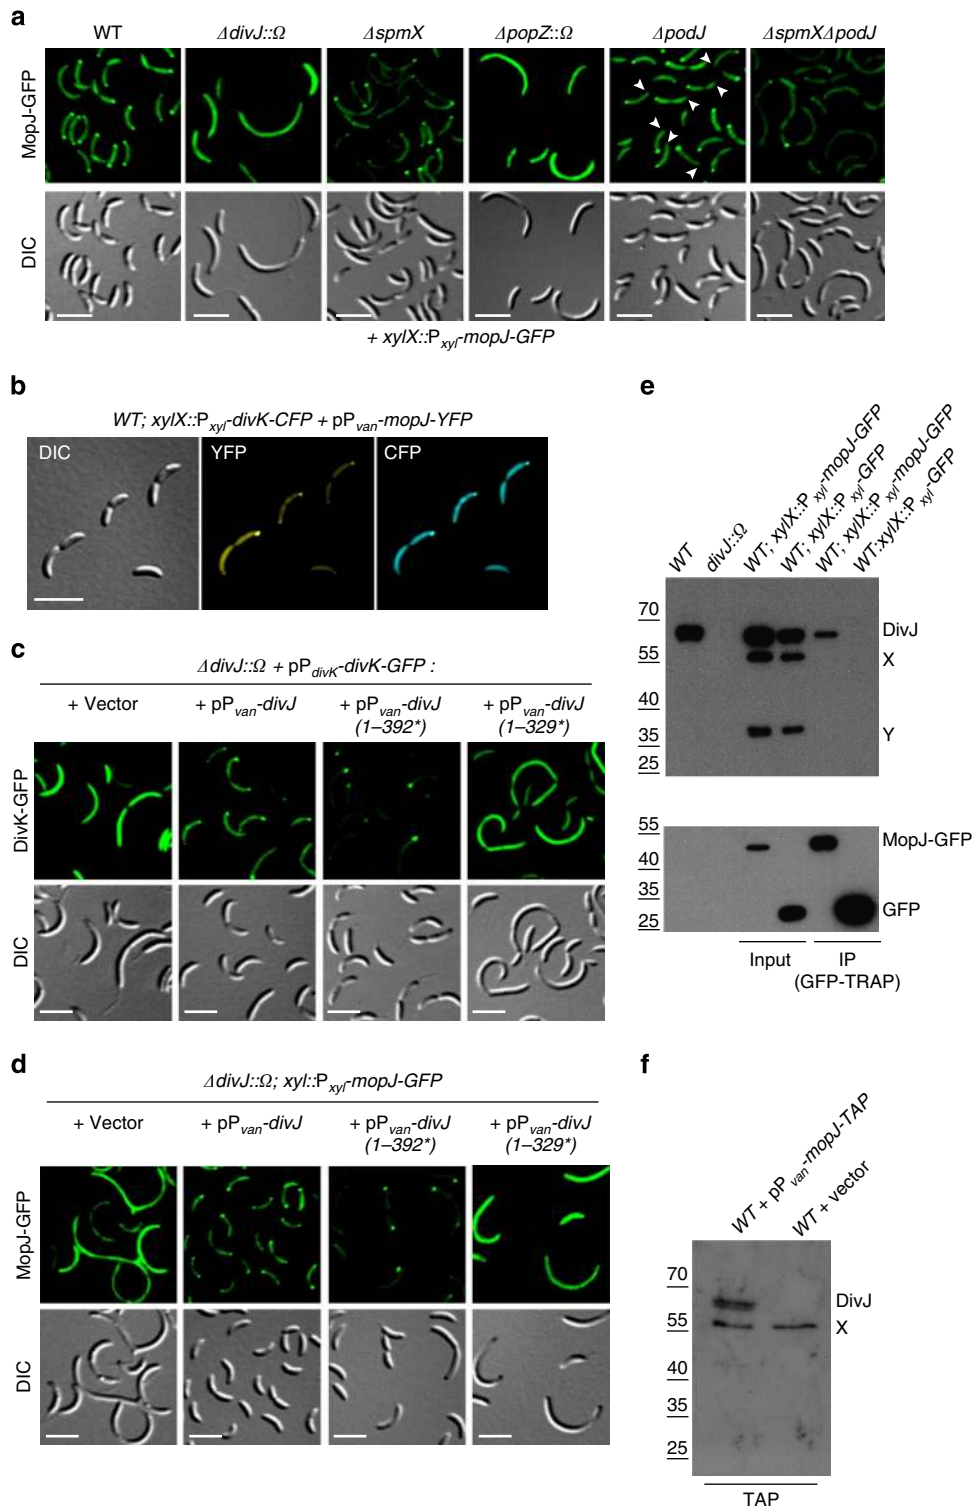 a
WT ΔdivJ::Ω ΔspmX ΔpopZ::Ω ΔpodJ ΔspmXΔpodJ
MopJ-GFP
DIC
+ xylX::Pxyl-mopJ-GFP
b
WT; xylX::Pxyl-divK-CFP + pPvan-mopJ-YFP
DIC YFP CFP
c
ΔdivJ::Ω + pPdivK-divK-GFP :
+ Vector + pPvan-divJ + pPvan-divJ + pPvan-divJ
(1–392*) (1–329*)
DivK-GFP
DIC
d
ΔdivJ::Ω; xyl::Pxyl-mopJ-GFP
+ Vector + pPvan-divJ + pPvan-divJ + pPvan-divJ
(1–392*) (1–329*)
MopJ-GFP
DIC
e
WT
divJ::Ω
WT; xylX::Pxyl-mopJ-GFP
WT; xylX::Pxyl-GFP
WT; xylX::Pxyl-mopJ-GFP
WT:xylX::Pxyl-GFP
70
DivJ
55
X
40
35
Y
25
55
MopJ-GFP
40
35
GFP
25
Input IP
(GFP-TRAP)
f
WT + pPvan-mopJ-TAP
WT + vector
70
DivJ
55
X
40
35
25
TAP